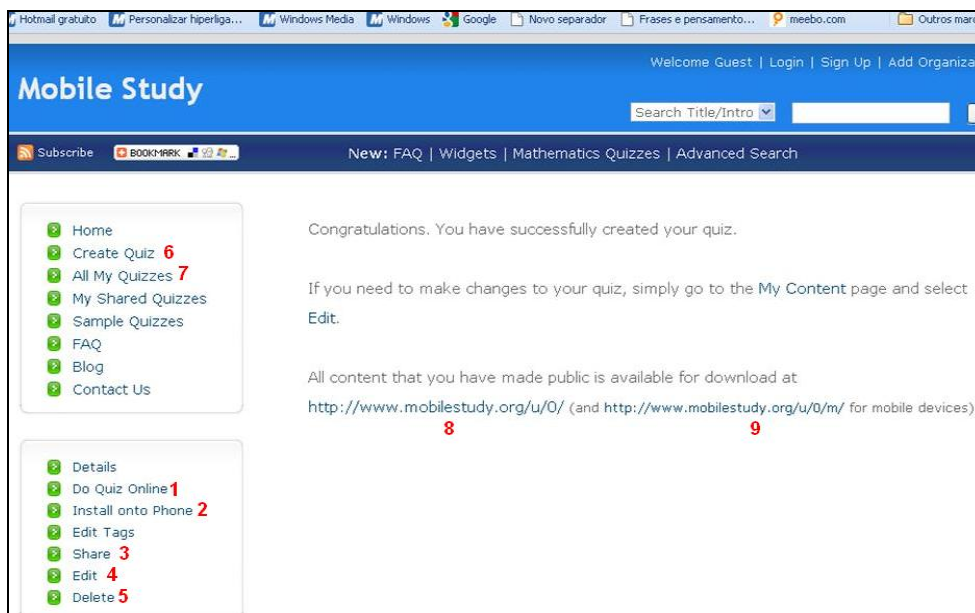 Hotmail gratuito Personalizar hiperliga... Windows Media Windows Google Novo separador Frases e pensamento... meebo.com Outros
Welcome Guest | Login | Sign Up | Add
Mobile Study
Search Title/Intro
Subscribe BOOKMARK ...
New: FAQ | Widgets | Mathematics Quizzes | Advanced Search
Home
Create Quiz 6
All My Quizzes 7
My Shared Quizzes
Sample Quizzes
FAQ
Blog
Contact Us
Congratulations. You have successfully created your quiz.
If you need to make changes to your quiz, simply go to the My Content page and select
Edit.
All content that you have made public is available for download at
http://www.mobilestudy.org/u/0/ (and http://www.mobilestudy.org/u/0/m/ for mobile devices)
8 9
Details
Do Quiz Online 1
Install onto Phone 2
Edit Tags
Share 3
Edit 4
Delete 5